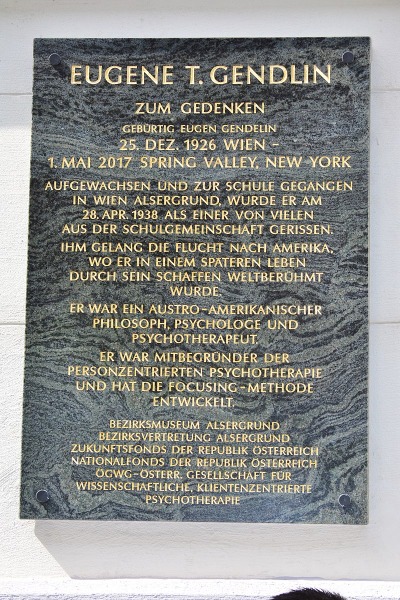 EUGENE T. GENDLIN
ZUM GEDENKEN
GEBÜRTIG EUGEN GENDELIN
25. DEZ. 1926 WIEN –
1. MAI 2017 SPRING VALLEY, NEW YORK
AUFGEWACHSEN UND ZUR SCHULE GEGANGEN
IN WIEN ALSERGRUND, WURDE ER AM
28. APR. 1938 ALS EINER VON VIELEN
AUS DER SCHULGEMEINSCHAFT GERISSEN.
IHM GELANG DIE FLUCHT NACH AMERIKA,
WO ER IN EINEM SPÄTEREN LEBEN
DURCH SEIN SCHAFFEN WELTBERÜHMT
WURDE.
ER WAR EIN AUSTRO-AMERIKANISCHER
PHILOSOPH, PSYCHOLOGE UND
PSYCHOTHERAPEUT.
ER WAR MITBEGRÜNDER DER
PERSONZENTRIERTEN PSYCHOTHERAPIE
UND HAT DIE FOCUSING-METHODE
ENTWICKELT.
BEZIRKSMUSEUM ALSERGRUND
BEZIRKSVERTRETUNG ALSERGRUND
ZUKUNFTSFONDS DER REPUBLIK ÖSTERREICH
NATIONALFONDS DER REPUBLIK ÖSTERREICH
ÖGWG-ÖSTERR. GESELLSCHAFT FÜR
WISSENSCHAFTLICHE, KLIENTENZENTRIERTE
PSYCHOTHERAPIE